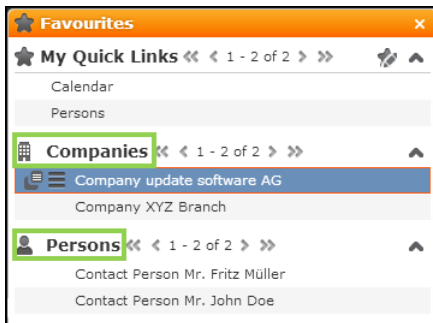 Favourites
My Quick Links 1 - 2 of 2
Calendar
Persons
Companies 1 - 2 of 2
Company update software AG
Company XYZ Branch
Persons 1 - 2 of 2
Contact Person Mr. Fritz Müller
Contact Person Mr. John Doe